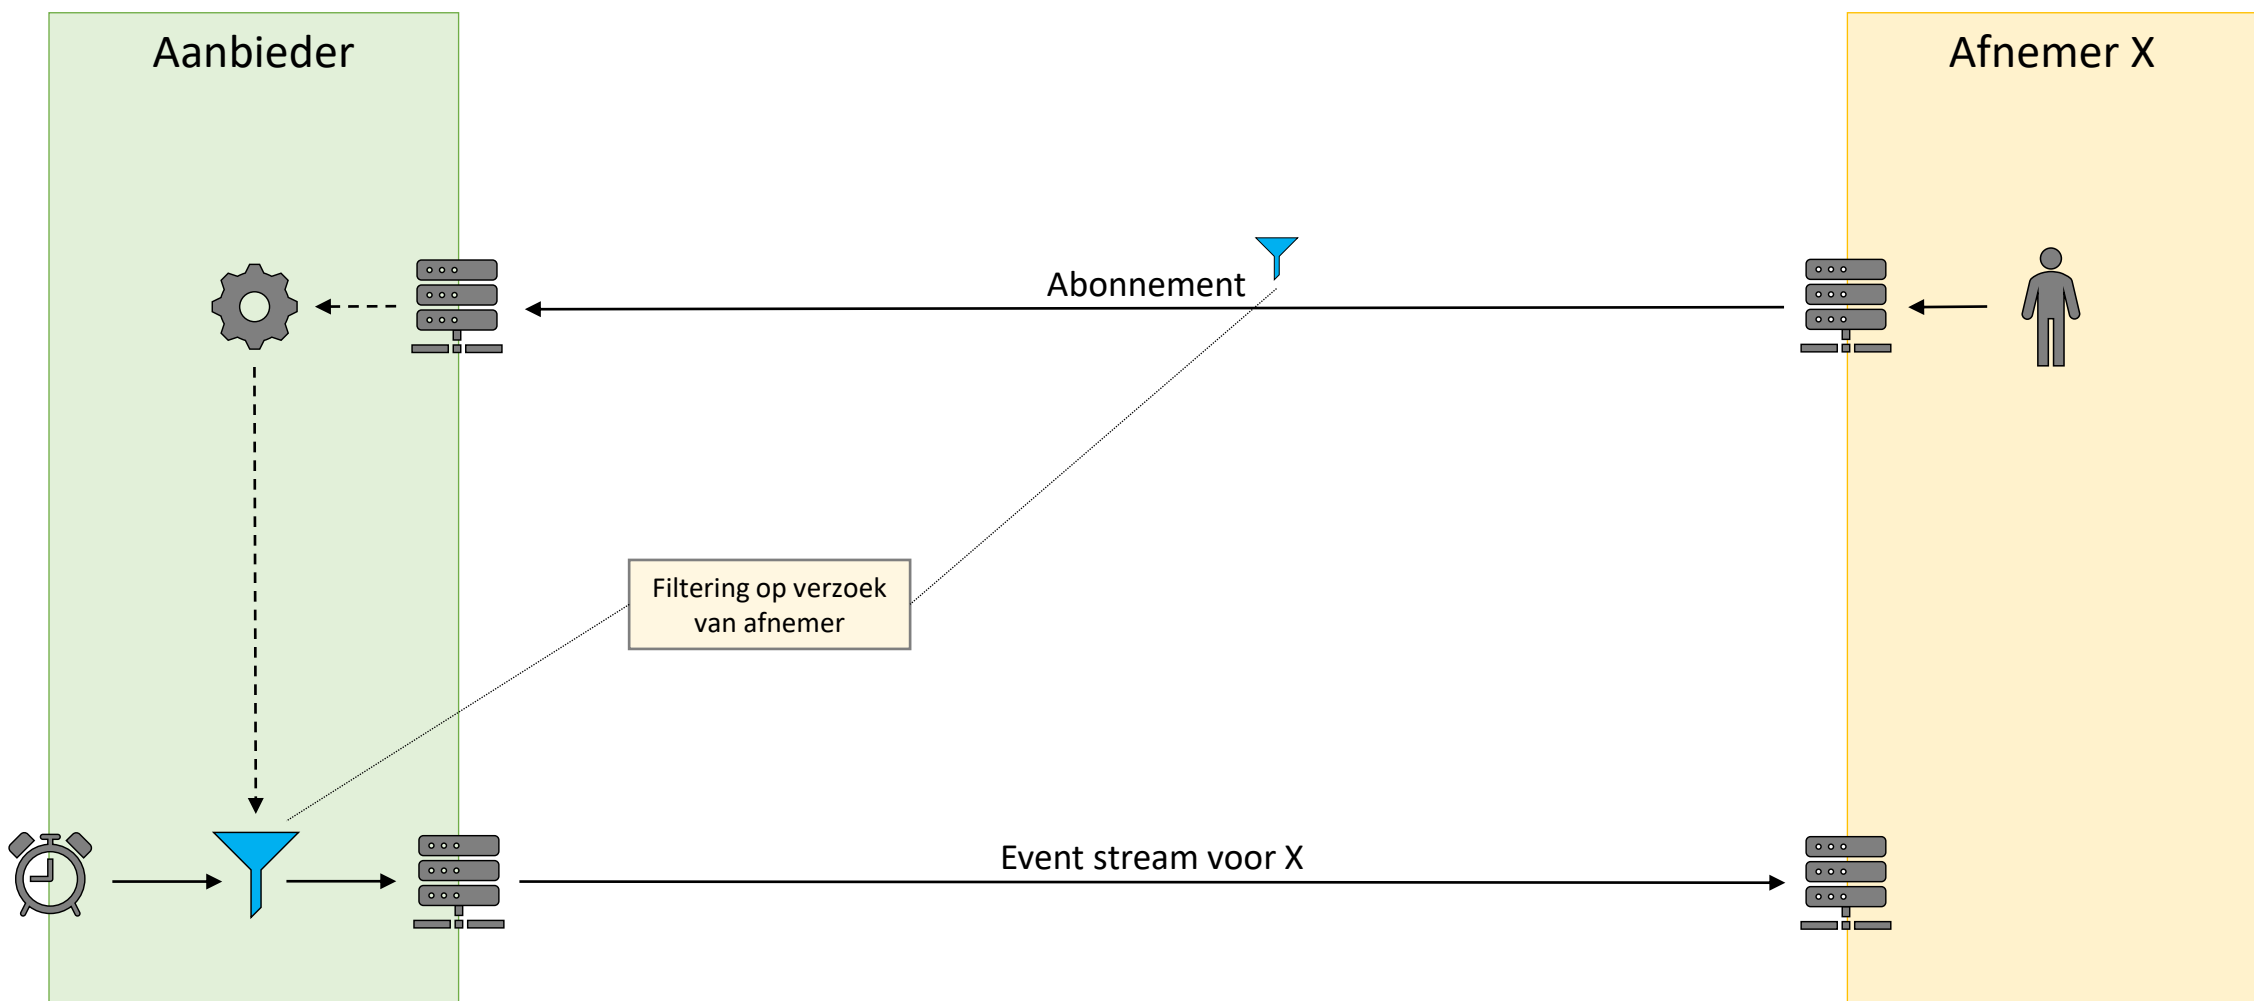 Aanbieder
Afnemer X
Abonnement
Filtering op verzoek
van afnemer
Event stream voor X